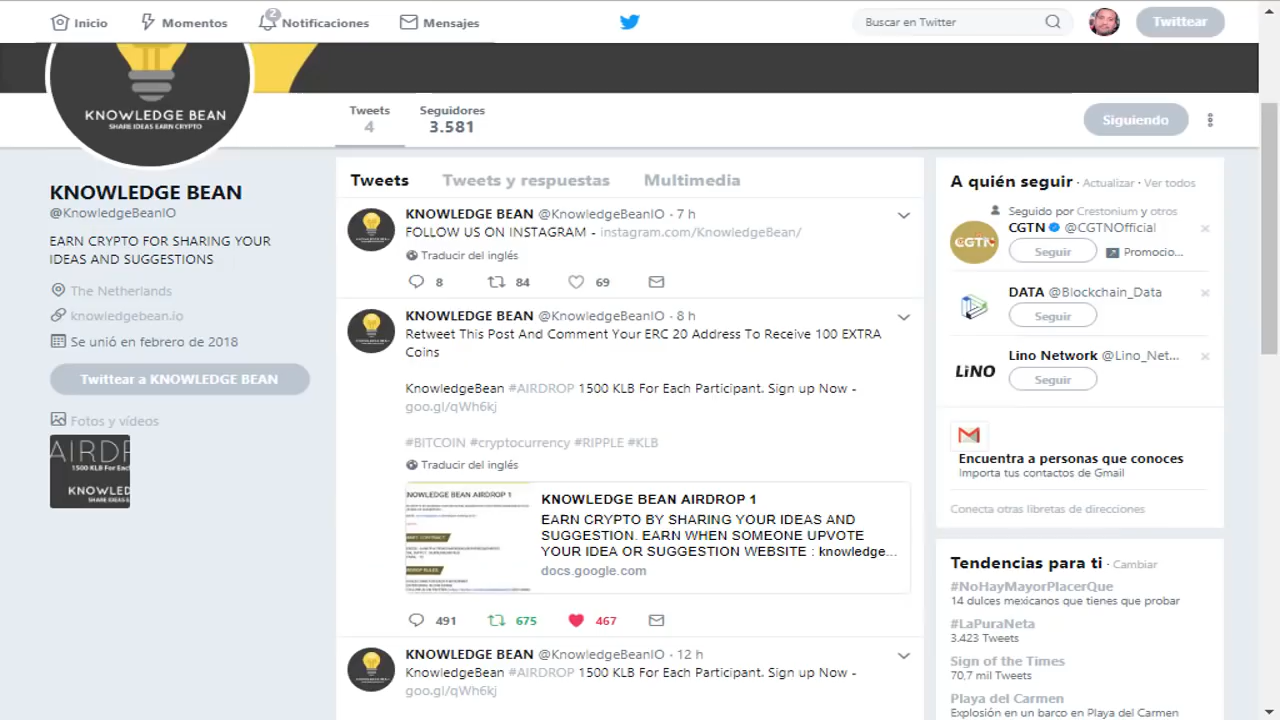 Inicio
Momentos
2
Notificaciones
Mensajes
Buscar en Twitter
Twittear
KNOWLEDGE BEAN
SHARE IDEAS EARN CRYPTO
Tweets
4
Seguidores
3.581
Siguiendo
KNOWLEDGE BEAN
@KnowledgeBeanIO
EARN CRYPTO FOR SHARING YOUR
IDEAS AND SUGGESTIONS
The Netherlands
knowledgebean.io
Se unió en febrero de 2018
Twittear a KNOWLEDGE BEAN
Fotos y vídeos
AIRDR
1500 KLB For Each
KNOWLED
SHARE IDEAS E
Tweets
Tweets y respuestas
Multimedia
KNOWLEDGE BEAN @KnowledgeBeanIO · 7 h
FOLLOW US ON INSTAGRAM - instagram.com/KnowledgeBean/
Traducir del inglés
8 84 69
KNOWLEDGE BEAN @KnowledgeBeanIO · 8 h
Retweet This Post And Comment Your ERC 20 Address To Receive 100 EXTRA
Coins
KnowledgeBean #AIRDROP 1500 KLB For Each Participant. Sign up Now -
goo.gl/qWh6kj
#BITCOIN #cryptocurrency #RIPPLE #KLB
Traducir del inglés
KNOWLEDGE BEAN AIRDROP 1
KNOWLEDGE BEAN AIRDROP 1
EARN CRYPTO BY SHARING YOUR IDEAS AND
SUGGESTION. EARN WHEN SOMEONE UPVOTE
YOUR IDEA OR SUGGESTION WEBSITE : knowledge...
docs.google.com
491 675 467
KNOWLEDGE BEAN @KnowledgeBeanIO · 12 h
KnowledgeBean #AIRDROP 1500 KLB For Each Participant. Sign up Now -
goo.gl/qWh6kj
A quién seguir · Actualizar · Ver todos
Seguido por Crestonium y otros
CGTN
CGTN @CGTNOfficial
Seguir
Promocio...
DATA @Blockchain_Data
Seguir
LiNO
Lino Network @Lino_Net...
Seguir
Encuentra a personas que conoces
Importa tus contactos de Gmail
Conecta otras libretas de direcciones
Tendencias para ti · Cambiar
#NoHayMayorPlacerQue
14 dulces mexicanos que tienes que probar
#LaPuraNeta
3.423 Tweets
Sign of the Times
70,7 mil Tweets
Playa del Carmen
Explosión en un barco en Playa del Carmen